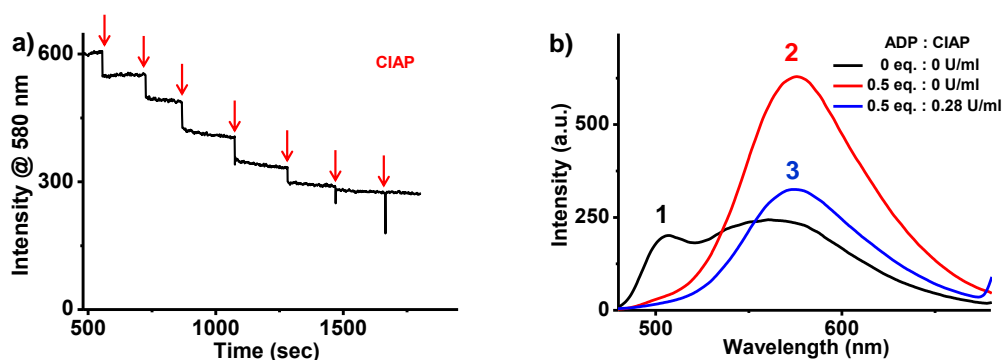 a)
CIAP
Intensity @ 580 nm
600
300
0
500
1000
1500
Time (sec)
b)
ADP : CIAP
0 eq. : 0 U/ml
0.5 eq. : 0 U/ml
0.5 eq. : 0.28 U/ml
1
2
3
Intensity (a.u.)
500
250
0
500
600
Wavelength (nm)